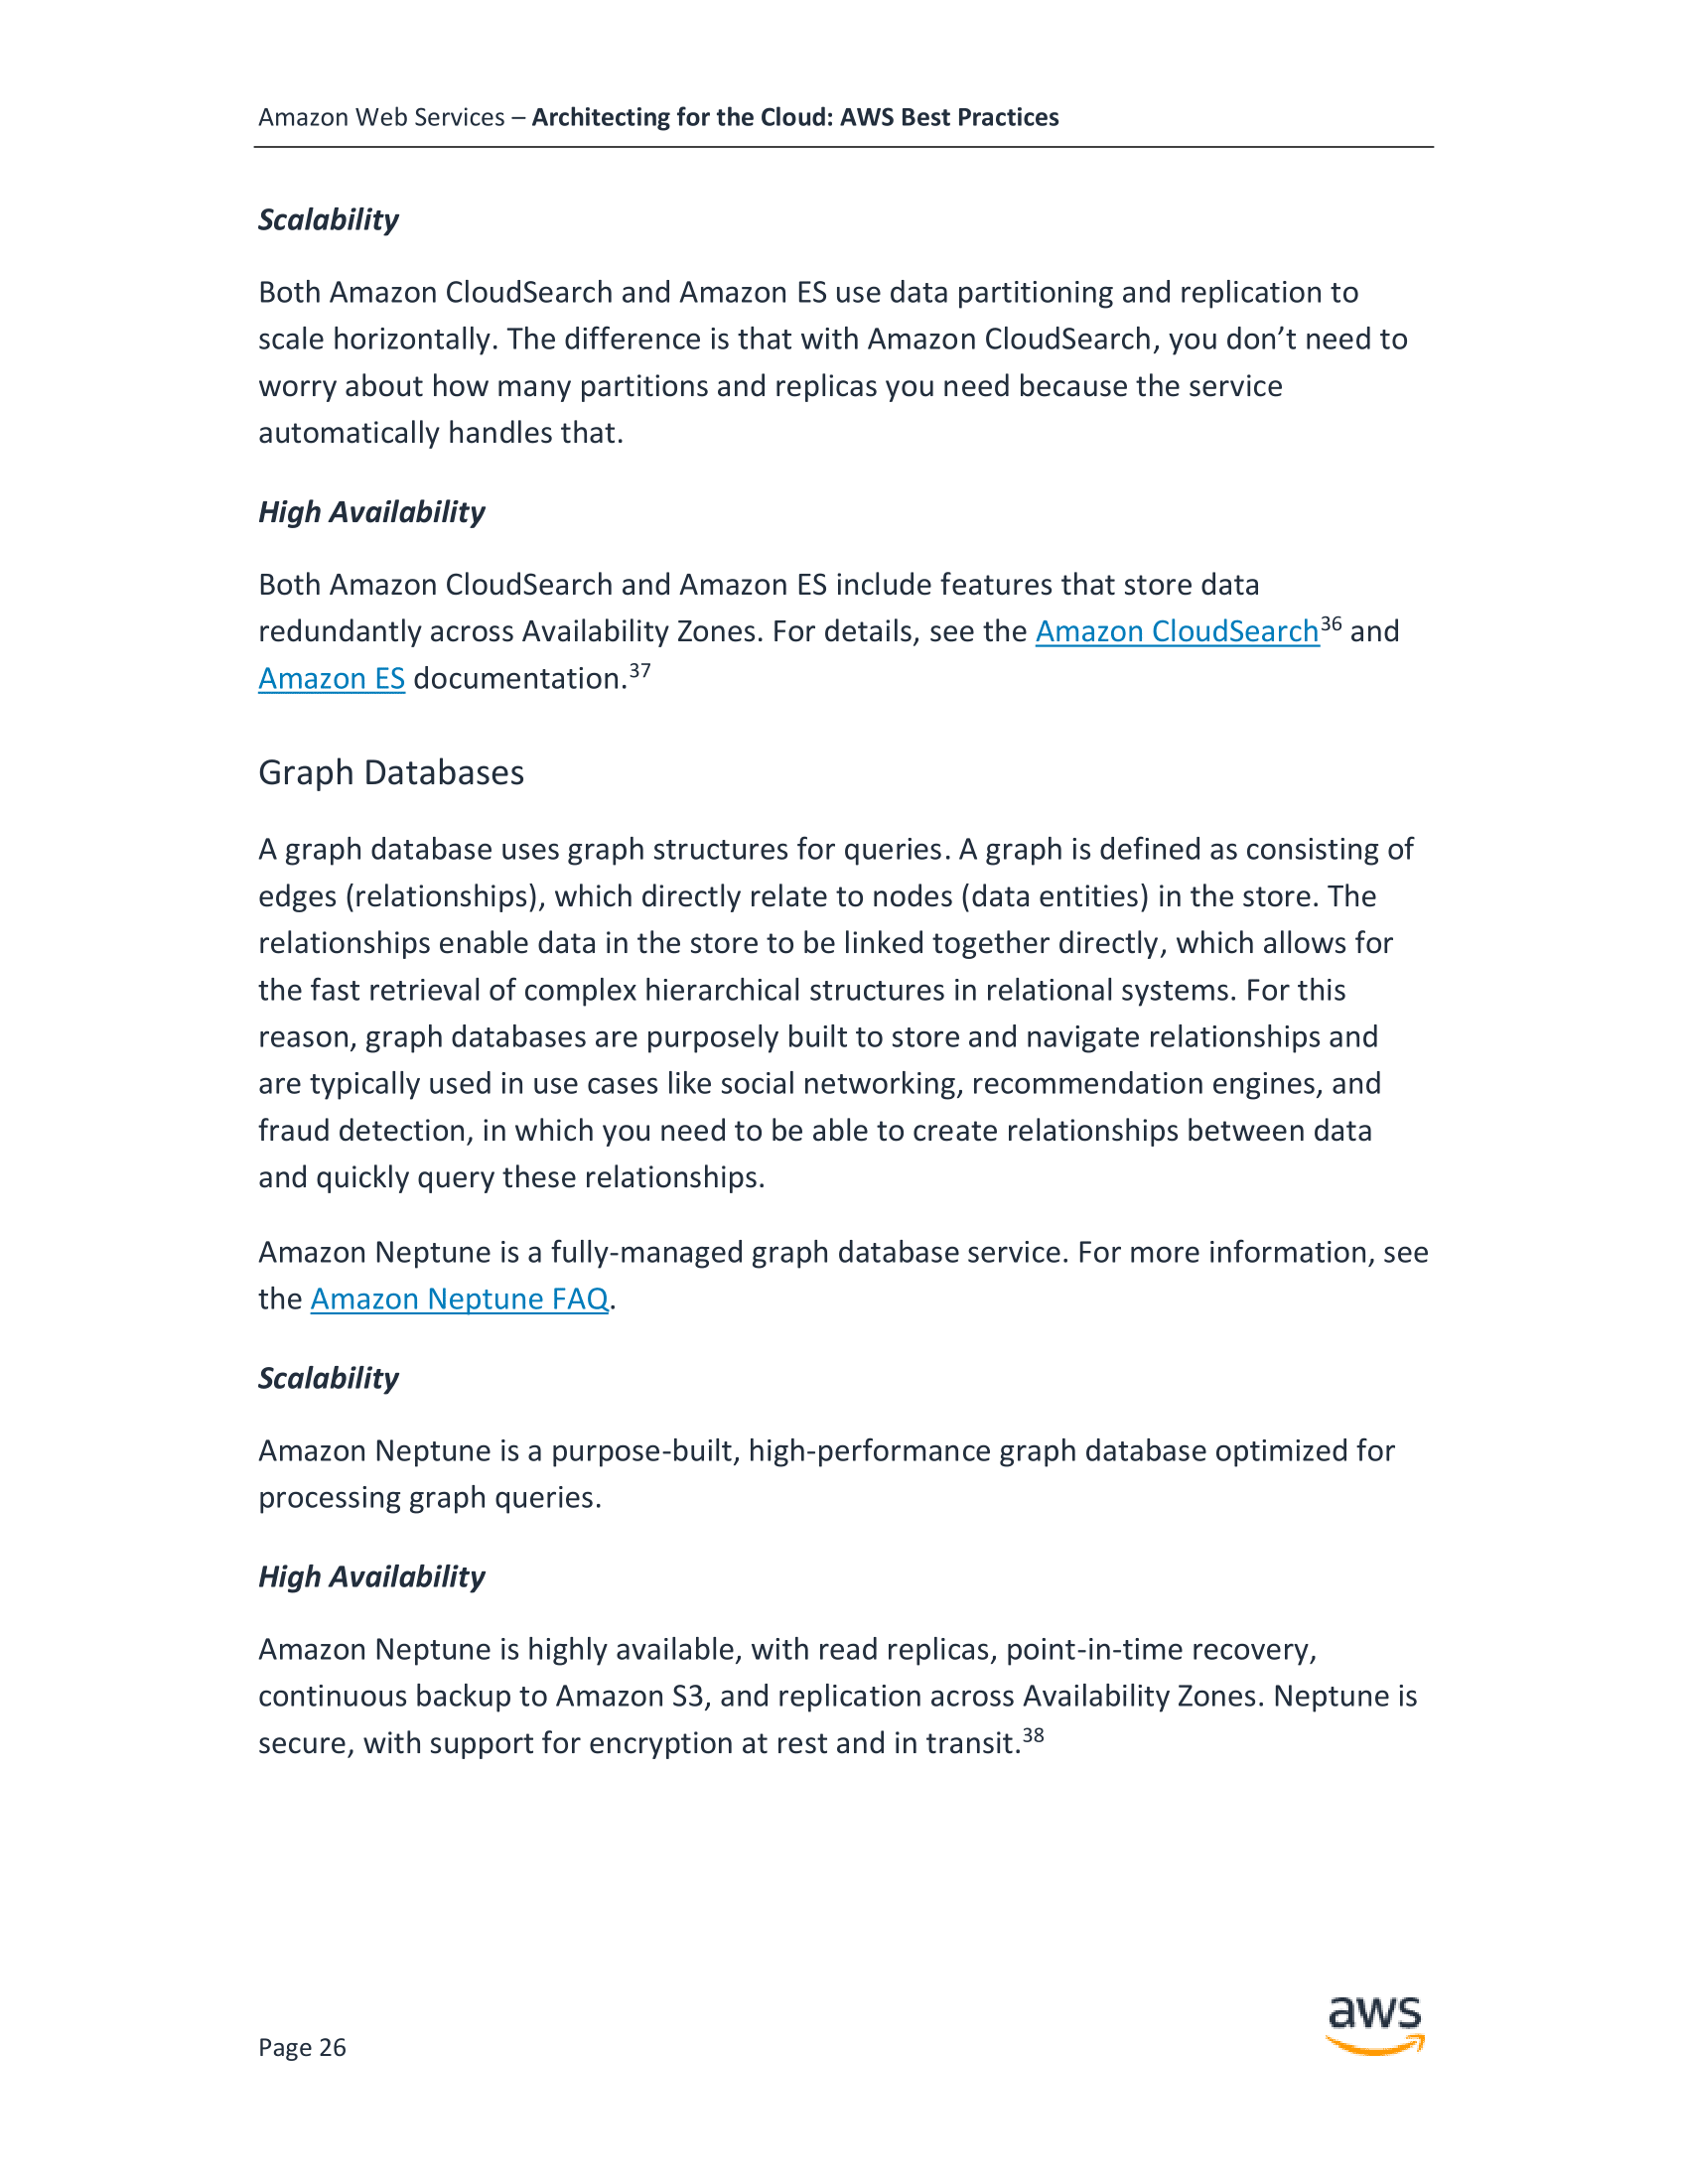 Amazon Web Services – Architecting for the Cloud: AWS Best Practices
Scalability
Both Amazon CloudSearch and Amazon ES use data partitioning and replication to
scale horizontally. The difference is that with Amazon CloudSearch, you don’t need to
worry about how many partitions and replicas you need because the service
automatically handles that.
High Availability
Both Amazon CloudSearch and Amazon ES include features that store data
redundantly across Availability Zones. For details, see the Amazon CloudSearch36 and
Amazon ES documentation.37
Graph Databases
A graph database uses graph structures for queries. A graph is defined as consisting of
edges (relationships), which directly relate to nodes (data entities) in the store. The
relationships enable data in the store to be linked together directly, which allows for
the fast retrieval of complex hierarchical structures in relational systems. For this
reason, graph databases are purposely built to store and navigate relationships and
are typically used in use cases like social networking, recommendation engines, and
fraud detection, in which you need to be able to create relationships between data
and quickly query these relationships.
Amazon Neptune is a fully-managed graph database service. For more information, see
the Amazon Neptune FAQ.
Scalability
Amazon Neptune is a purpose-built, high-performance graph database optimized for
processing graph queries.
High Availability
Amazon Neptune is highly available, with read replicas, point-in-time recovery,
continuous backup to Amazon S3, and replication across Availability Zones. Neptune is
secure, with support for encryption at rest and in transit.38
aws
Page 26